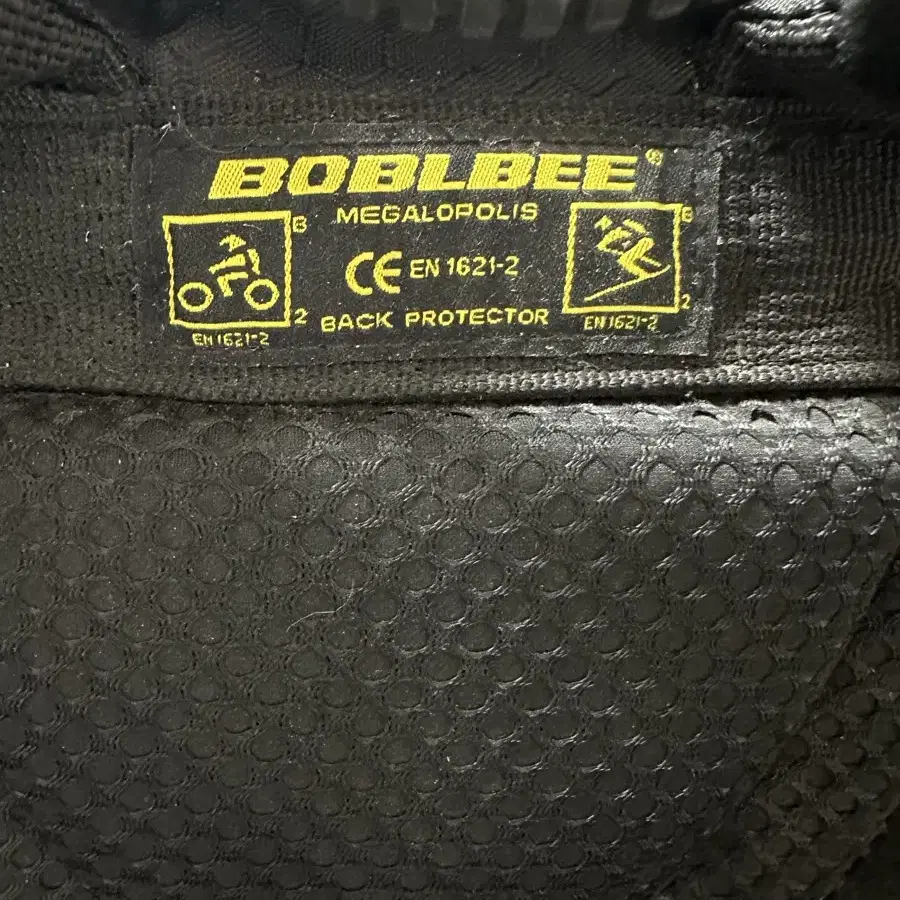 BOBLBEE®
MEGALOPOLIS
CE EN 1621-2
BACK PROTECTOR
B
2
EN 1621-2
B
2
EN 1621-2